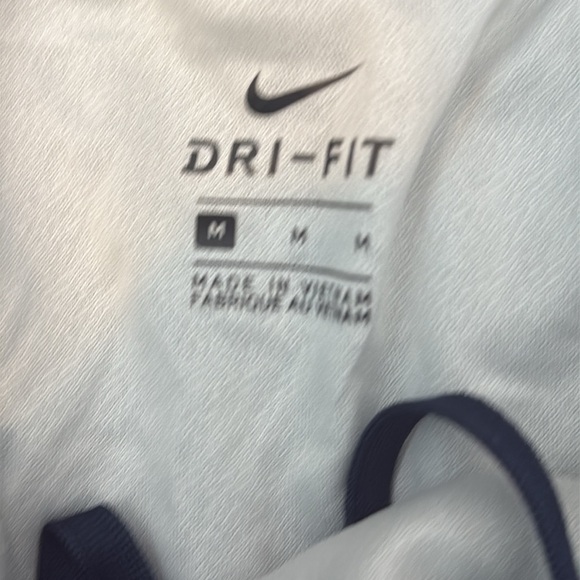 DRI-FIT
M M M
MADE IN VIETNAM
FABRIQUE AU VIETNAM